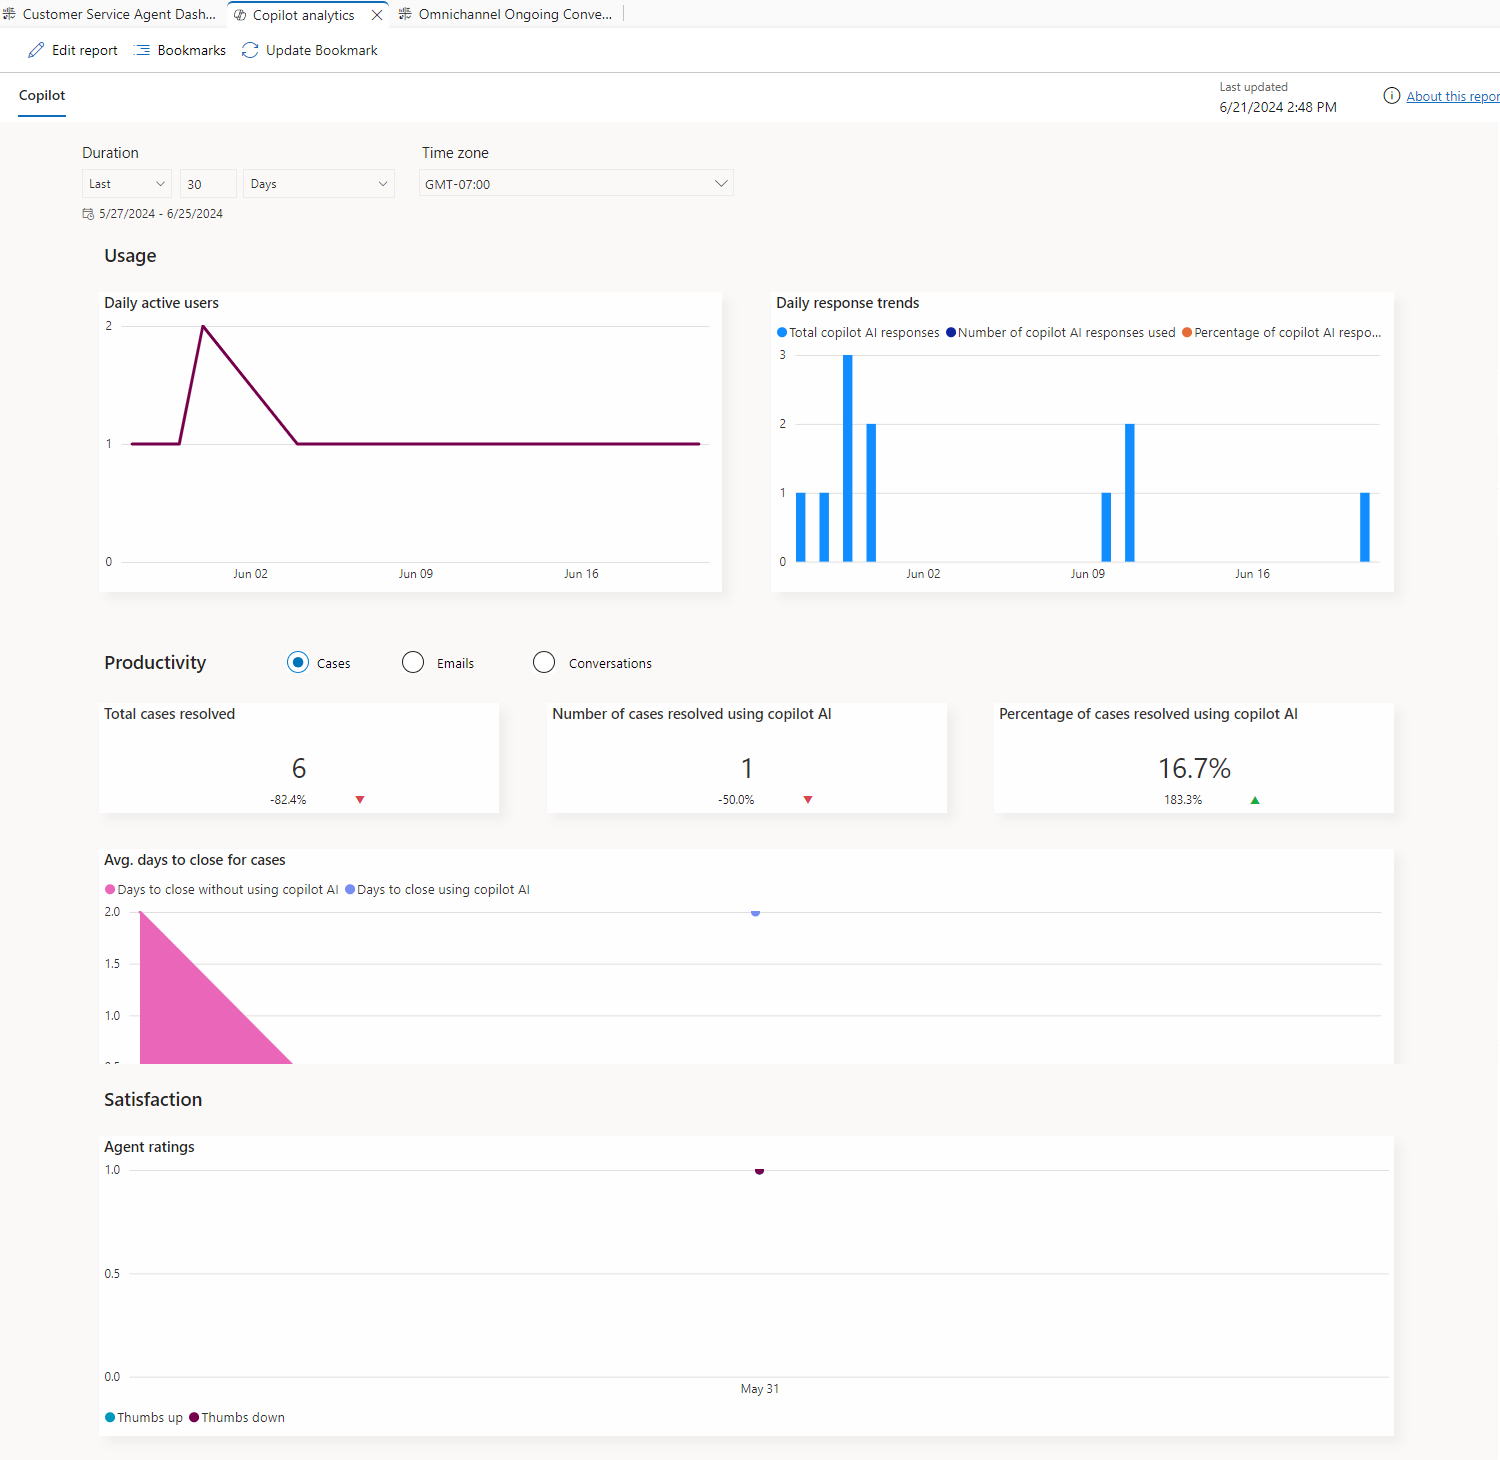 Customer Service Agent Dash...
Copilot analytics
Omnichannel Ongoing Conve...
Edit report
Bookmarks
Update Bookmark
Copilot
Last updated
6/21/2024 2:48 PM
About this repor
Duration
Time zone
Last
30
Days
GMT-07:00
5/27/2024 - 6/25/2024
Usage
Daily active users
2
1
0
Jun 02
Jun 09
Jun 16
Daily response trends
Total copilot AI responses
Number of copilot AI responses used
Percentage of copilot AI respo...
3
2
1
0
Jun 02
Jun 09
Jun 16
Productivity
Cases
Emails
Conversations
Total cases resolved
6
-82.4%
Number of cases resolved using copilot AI
1
-50.0%
Percentage of cases resolved using copilot AI
16.7%
183.3%
Avg. days to close for cases
Days to close without using copilot AI
Days to close using copilot AI
2.0
1.5
1.0
Satisfaction
Agent ratings
1.0
0.5
0.0
May 31
Thumbs up
Thumbs down